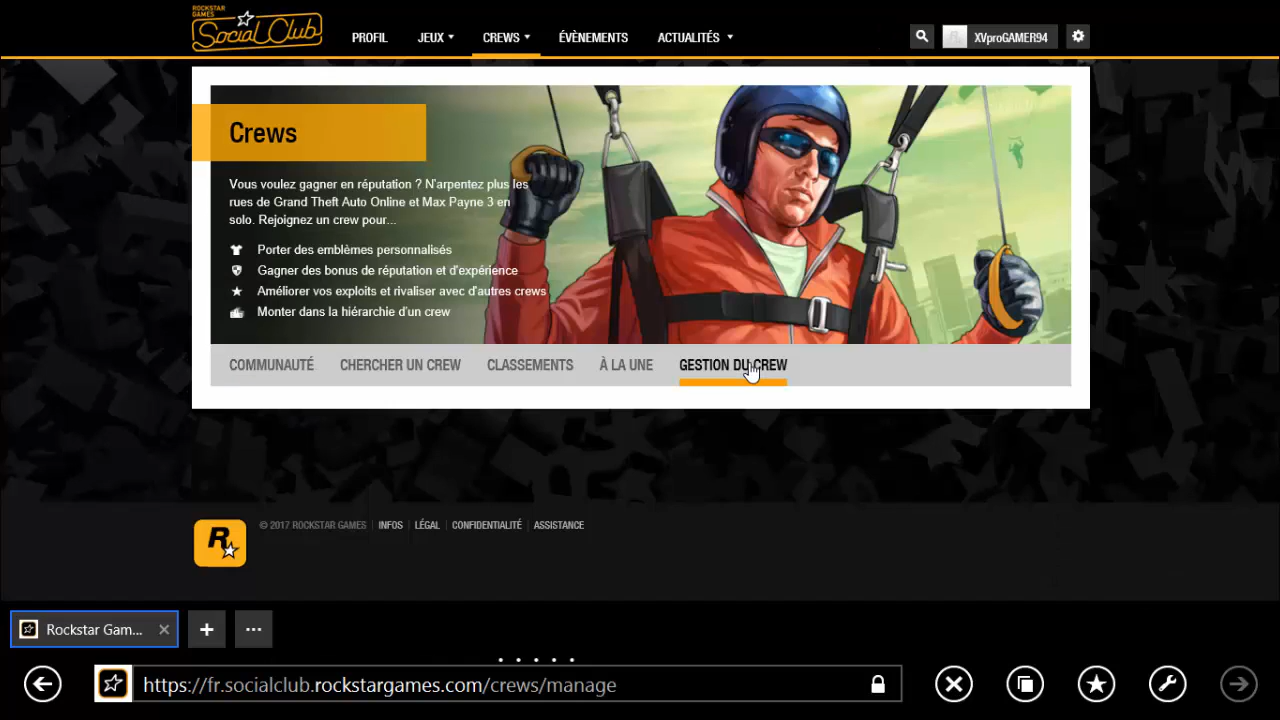 ROCKSTAR
GAMES
Social Club
PROFIL JEUX CREWS ÉVÈNEMENTS ACTUALITÉS XVproGAMER94
Crews
Vous voulez gagner en réputation ? N'arpentez plus les
rues de Grand Theft Auto Online et Max Payne 3 en
solo. Rejoignez un crew pour...
Porter des emblèmes personnalisés
Gagner des bonus de réputation et d'expérience
Améliorer vos exploits et rivaliser avec d'autres crews
Monter dans la hiérarchie d'un crew
COMMUNAUTÉ CHERCHER UN CREW CLASSEMENTS À LA UNE GESTION DU CREW
R
© 2017 ROCKSTAR GAMES INFOS LÉGAL CONFIDENTIALITÉ ASSISTANCE
Rockstar Gam...
https://fr.socialclub.rockstargames.com/crews/manage